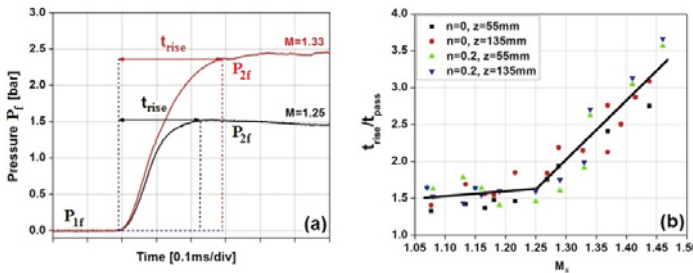 3.0
2.5
2.0
1.5
1.0
0.5
0.0
Pressure P_f [bar]
t_rise
M=1.33
P_2f
t_rise
M=1.25
P_2f
P_1f
(a)
Time [0.1ms/div]
n=0, z=55mm
n=0, z=135mm
n=0.2, z=55mm
n=0.2, z=135mm
4.0
3.5
3.0
2.5
2.0
1.5
1.0
0.5
0.0
t_rise/t_pass
(b)
1.05 1.10 1.15 1.20 1.25 1.30 1.35 1.40 1.45 1.50